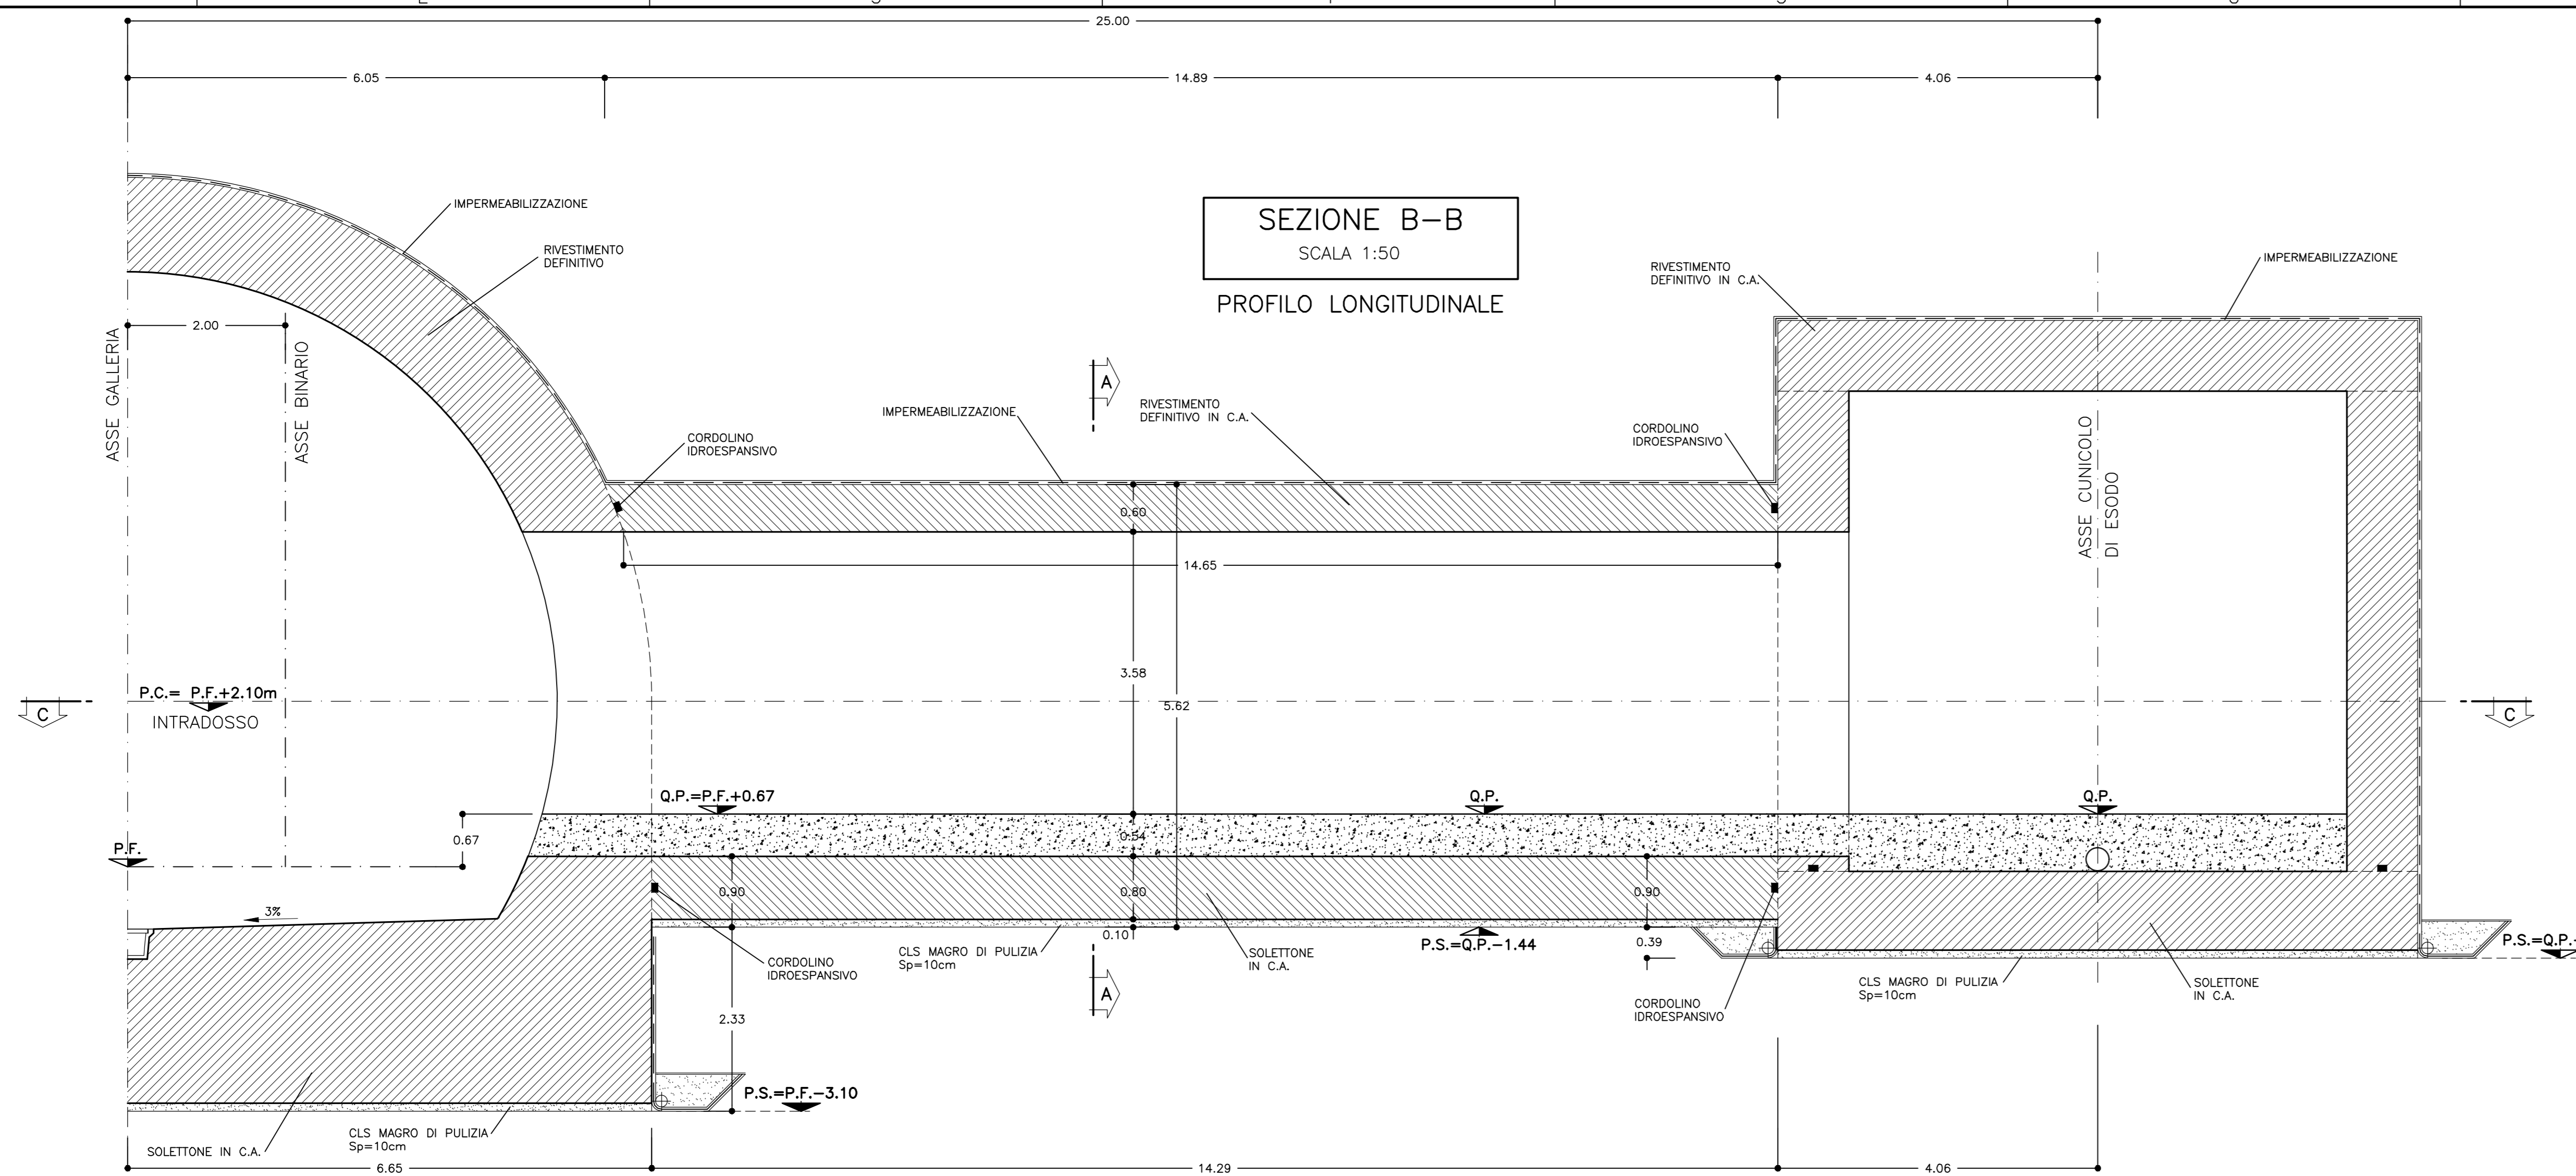 25.00
6.05
14.89
4.06
IMPERMEABILIZZAZIONE
RIVESTIMENTO
DEFINITIVO
SEZIONE B-B
SCALA 1:50
PROFILO LONGITUDINALE
RIVESTIMENTO
DEFINITIVO IN C.A.
IMPERMEABILIZZAZIONE
2.00
ASSE GALLERIA
ASSE BINARIO
A
IMPERMEABILIZZAZIONE
RIVESTIMENTO
DEFINITIVO IN C.A.
CORDOLINO
IDROESPANSIVO
CORDOLINO
IDROESPANSIVO
ASSE CUNICOLO
DI ESODO
0.60
14.65
3.58
5.62
P.C.= P.F.+2.10m
INTRADOSSO
C
C
Q.P.=P.F.+0.67
Q.P.
Q.P.
0.67
0.54
P.F.
0.90
0.80
0.90
3%
0.10
CLS MAGRO DI PULIZIA
Sp=10cm
SOLETTONE
IN C.A.
P.S.=Q.P.-1.44
0.39
P.S.=Q.P.-
CORDOLINO
IDROESPANSIVO
A
CORDOLINO
IDROESPANSIVO
CLS MAGRO DI PULIZIA
Sp=10cm
SOLETTONE
IN C.A.
2.33
P.S.=P.F.-3.10
SOLETTONE IN C.A.
CLS MAGRO DI PULIZIA
Sp=10cm
6.65
14.29
4.06